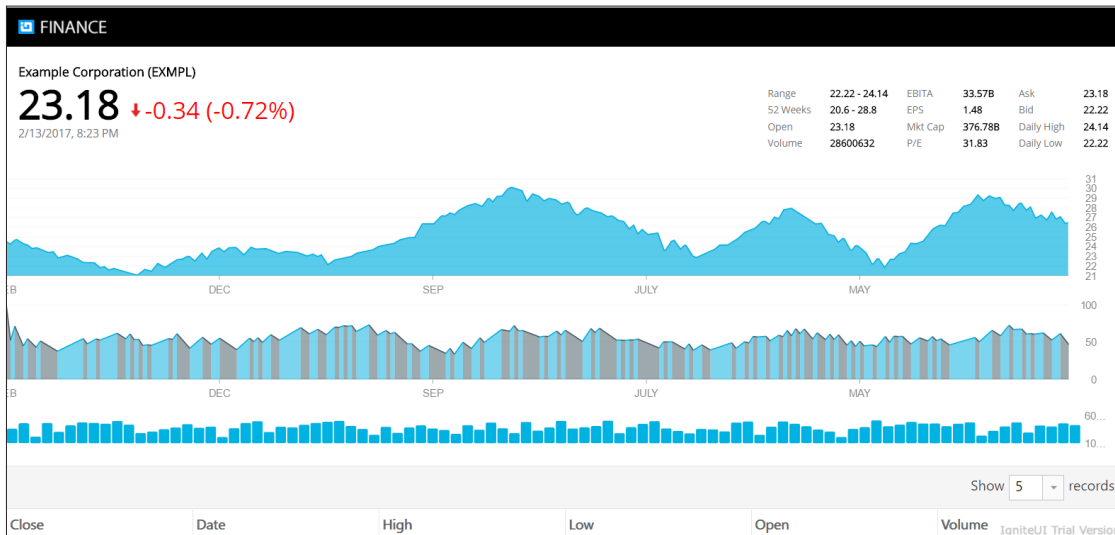 FINANCE
Example Corporation (EXMPL)
23.18 -0.34 (-0.72%)
2/13/2017, 8:23 PM
Range 22.22 - 24.14 EBITA 33.57B Ask 23.18
52 Weeks 20.6 - 28.8 EPS 1.48 Bid 22.22
Open 23.18 Mkt Cap 376.78B Daily High 24.14
Volume 28600632 P/E 31.83 Daily Low 22.22
31
30
29
28
27
26
25
24
23
22
21
EB DEC SEP JULY MAY
100
50
0
EB DEC SEP JULY MAY
60...
10...
Show 5 records
Close Date High Low Open Volume
IgniteUI Trial Version